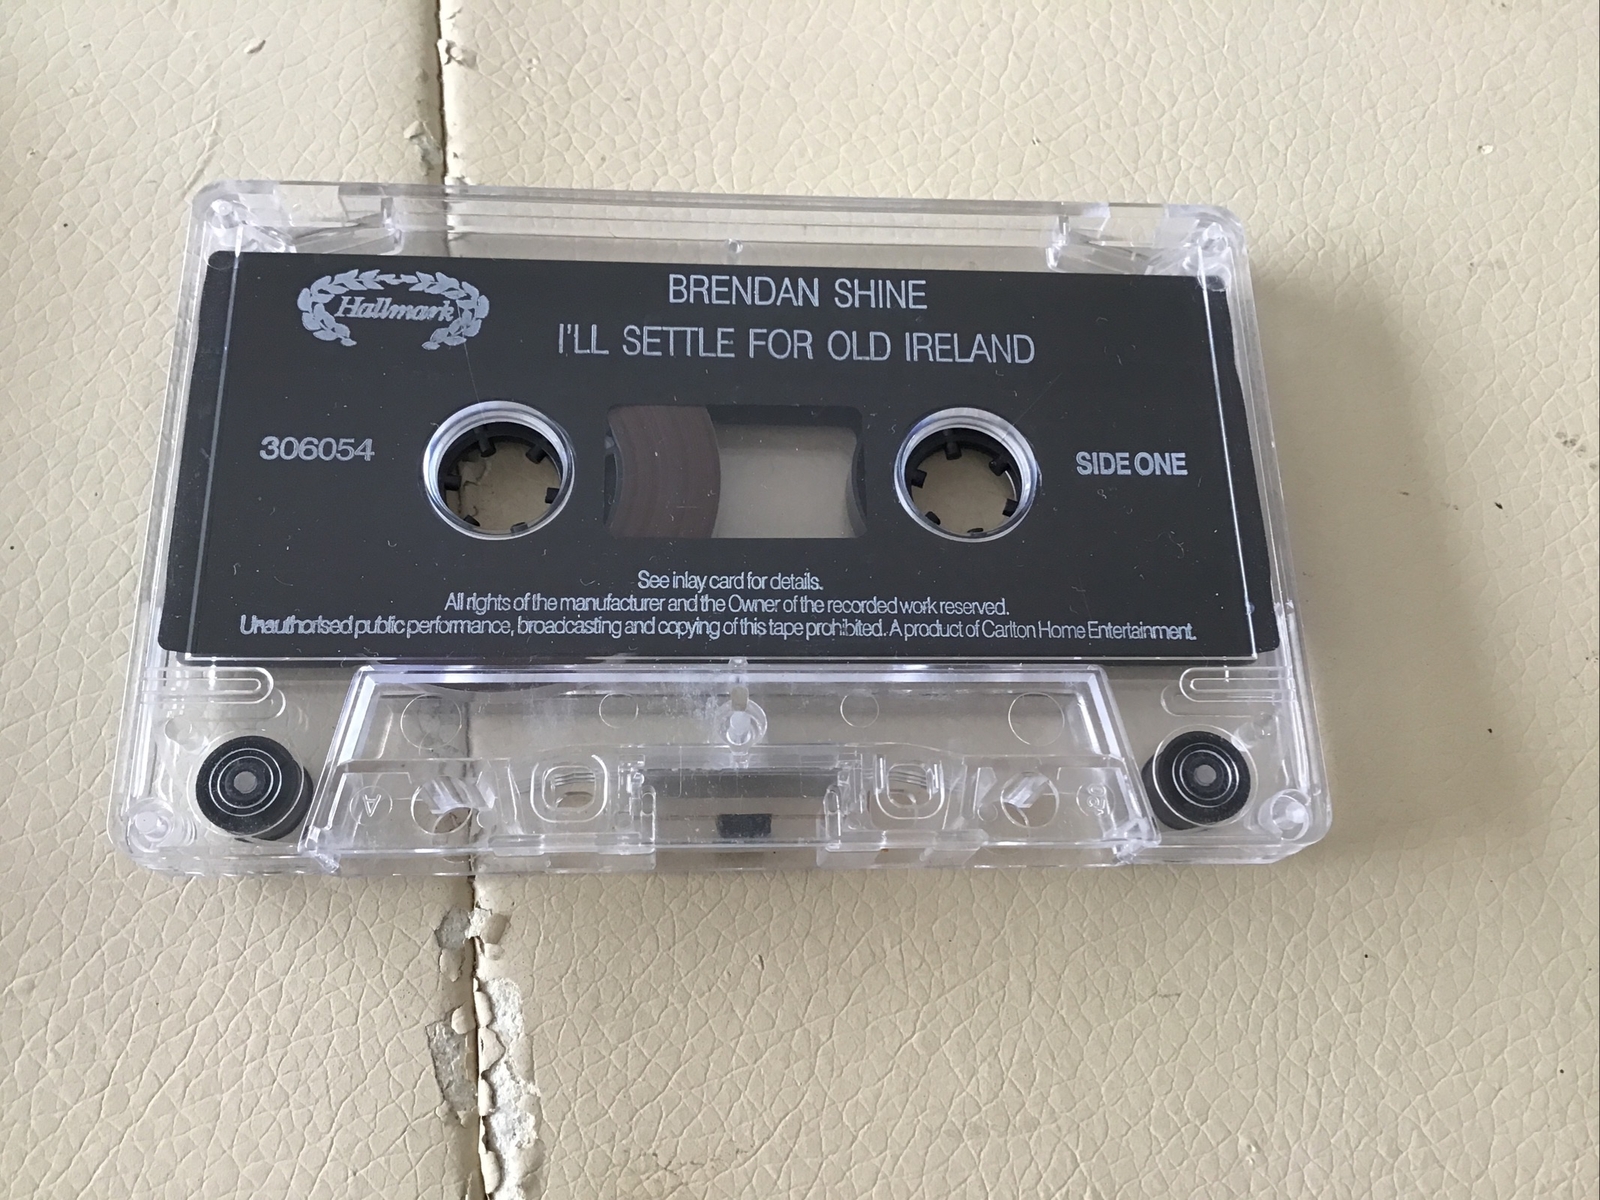 Hallmark
BRENDAN SHINE
I'LL SETTLE FOR OLD IRELAND
306054
SIDE ONE
See inlay card for details.
All rights of the manufacturer and the Owner of the recorded work reserved.
Unauthorised public performance, broadcasting and copying of this tape prohibited. A product of Carlton Home Entertainment.
A